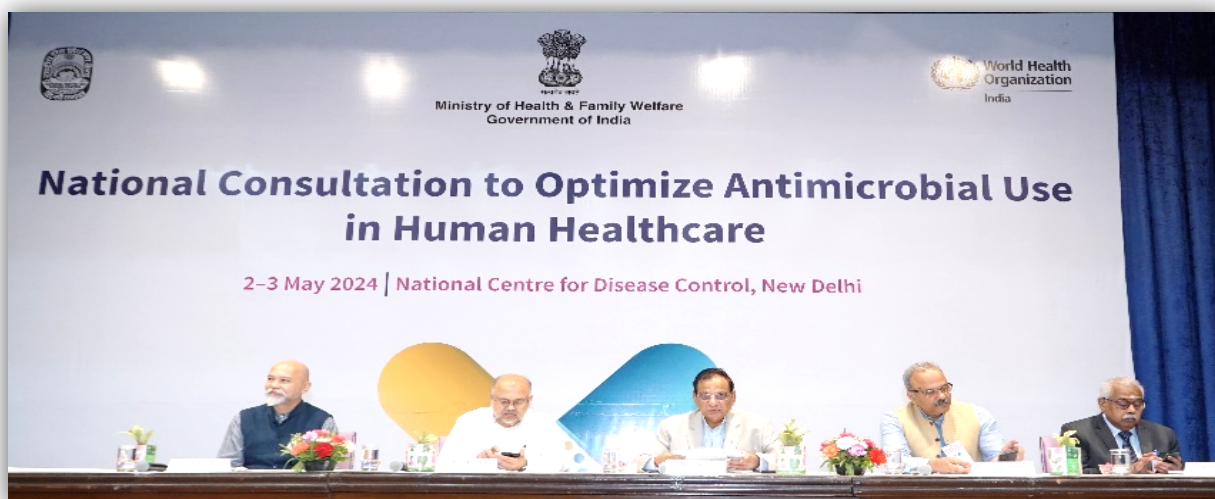 Ministry of Health & Family Welfare
Government of India
World Health
Organization
India
National Consultation to Optimize Antimicrobial Use
in Human Healthcare
2–3 May 2024 | National Centre for Disease Control, New Delhi